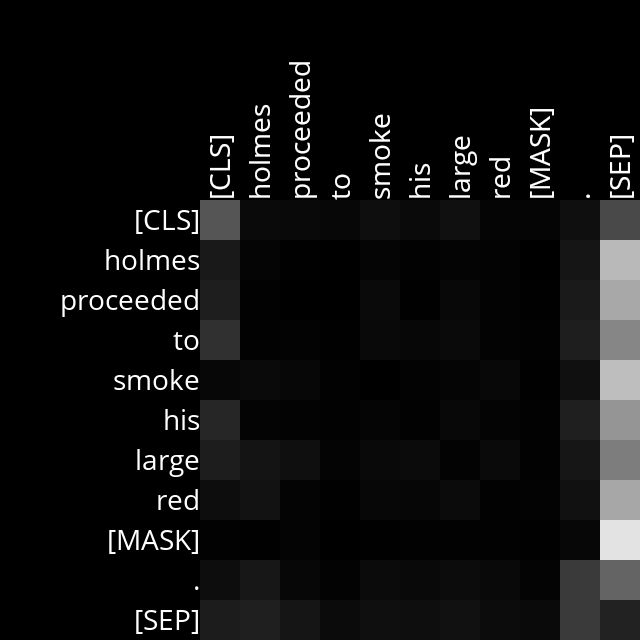 [CLS] holmes proceeded to smoke his large red [MASK] . [SEP]
[CLS]
holmes
proceeded
to
smoke
his
large
red
[MASK]
.
[SEP]